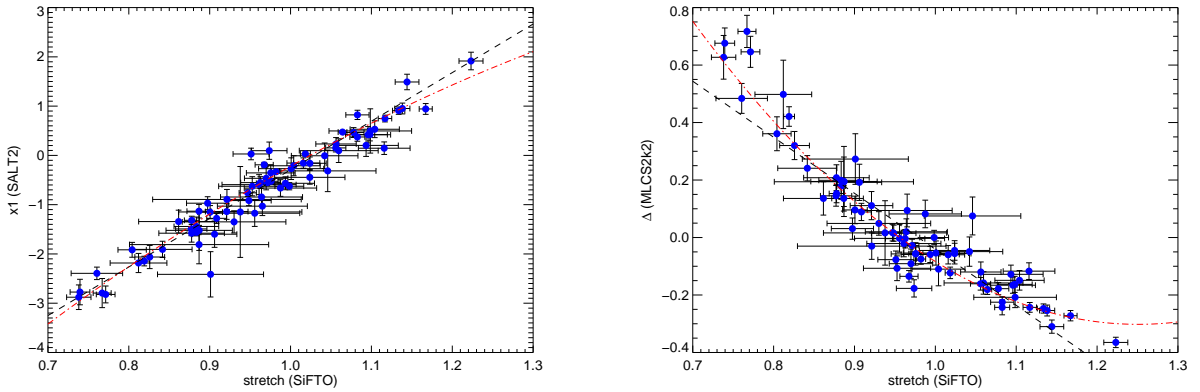 3
2
1
0
−1
−2
−3
−4
x1 (SALT2)
0.7 0.8 0.9 1.0 1.1 1.2 1.3
stretch (SiFTO)
0.8
0.6
0.4
0.2
0.0
−0.2
−0.4
Δ (MLCS2k2)
0.7 0.8 0.9 1.0 1.1 1.2 1.3
stretch (SiFTO)